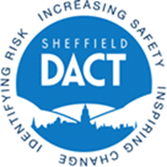 IDENTIFYING RISK INCREASING SAFETY INSPIRING CHANGE
SHEFFIELD
DACT